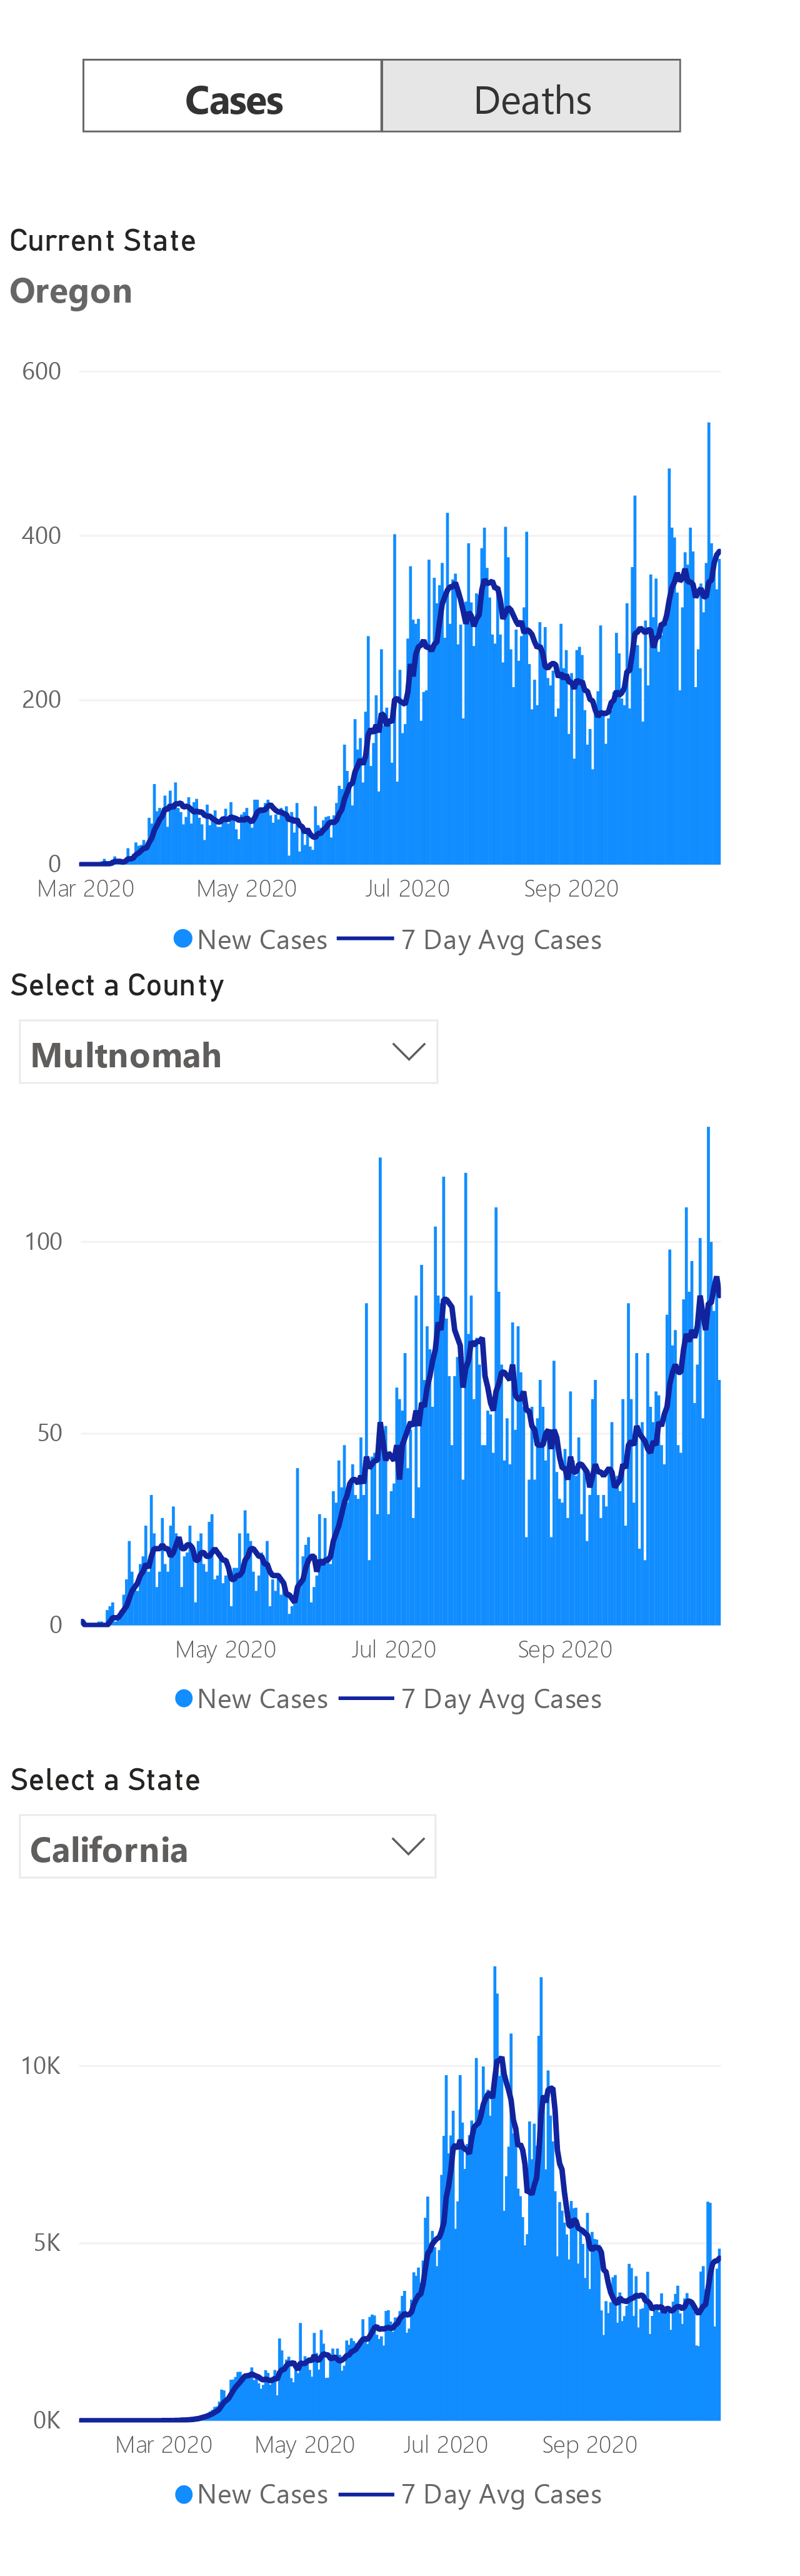 Cases Deaths
Current State
Oregon
600
400
200
0
Mar 2020 May 2020 Jul 2020 Sep 2020
New Cases 7 Day Avg Cases
Select a County
Multnomah
100
50
0
May 2020 Jul 2020 Sep 2020
New Cases 7 Day Avg Cases
Select a State
California
10K
5K
0K
Mar 2020 May 2020 Jul 2020 Sep 2020
New Cases 7 Day Avg Cases